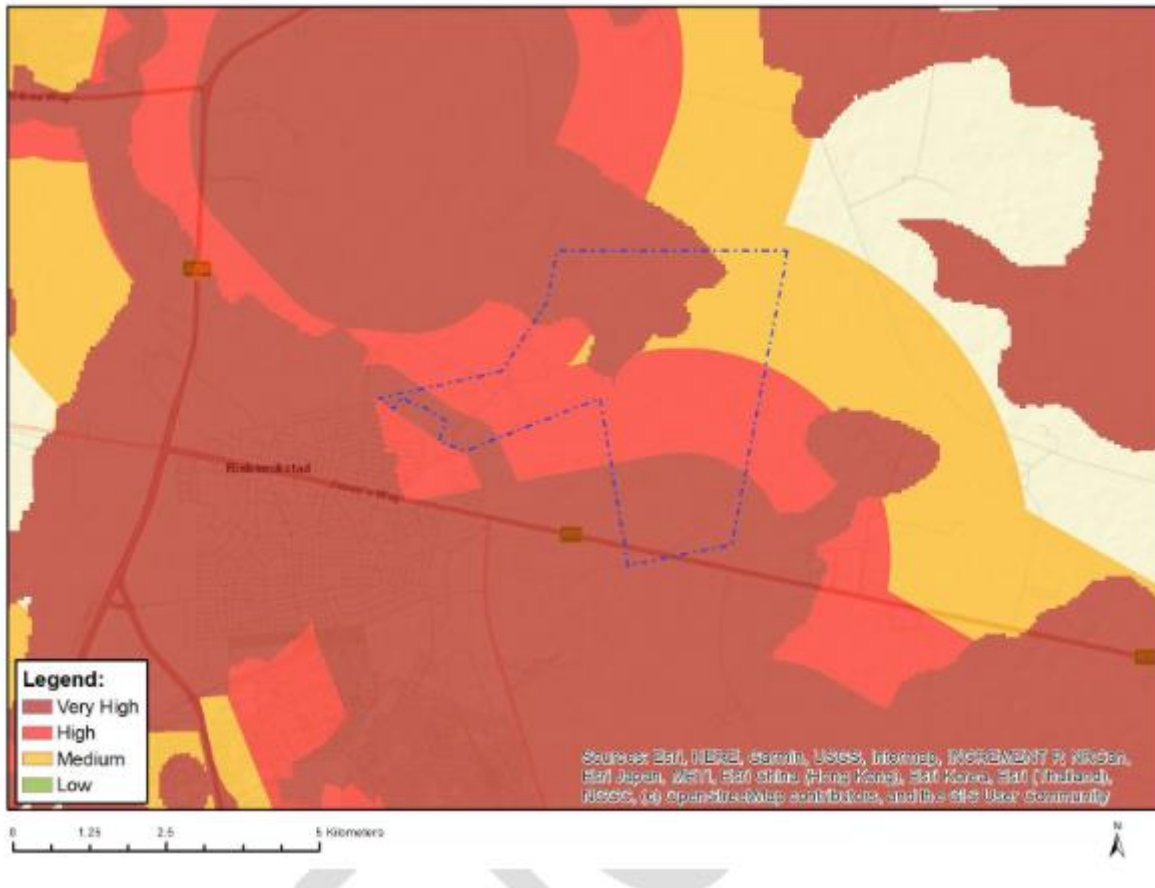 Riebeeckstad
Legend:
Very High
High
Medium
Low
Sources: Esri, HERE, Garmin, USGS, Intermap, INCREMENT P, NRCan,
Esri Japan, METI, Esri China (Hong Kong), Esri Korea, Esri (Thailand),
NGCC, (c) OpenStreetMap contributors, and the GIS User Community
0 1.25 2.5 5 Kilometers
N